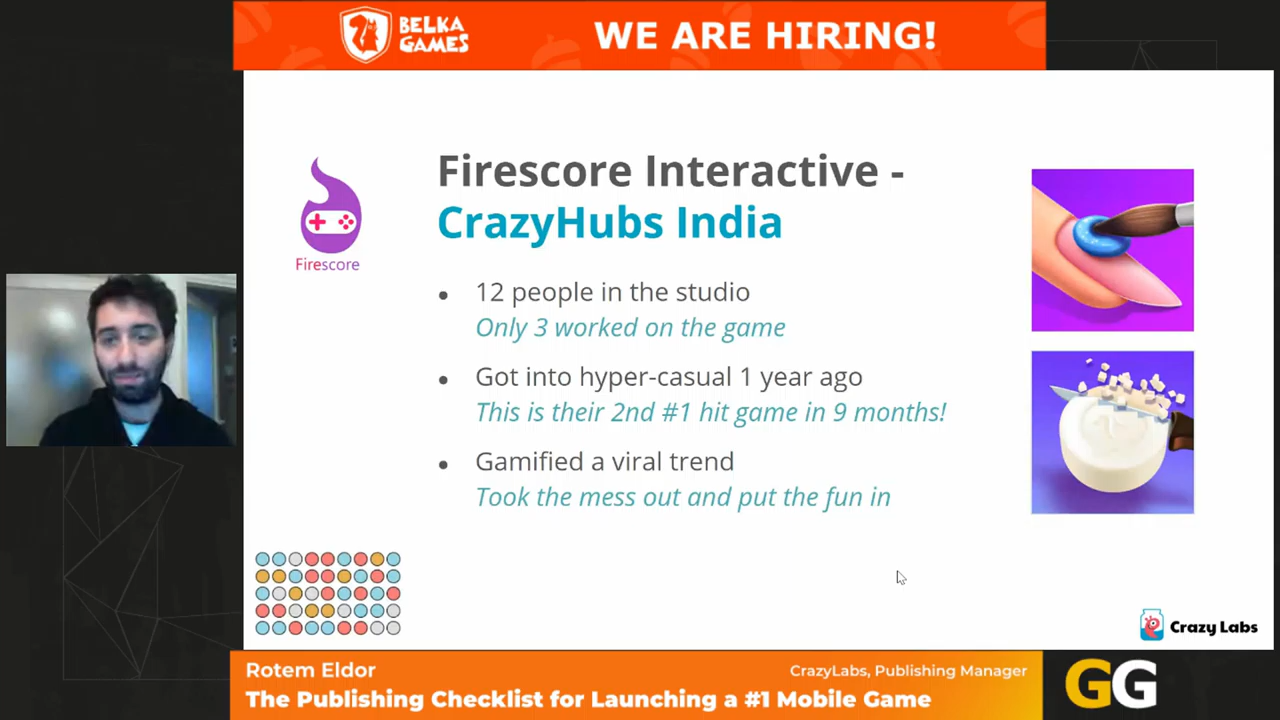 BELKA
GAMES
WE ARE HIRING!
Firescore Interactive -
CrazyHubs India
Firescore
● 12 people in the studio
Only 3 worked on the game
● Got into hyper-casual 1 year ago
This is their 2nd #1 hit game in 9 months!
● Gamified a viral trend
Took the mess out and put the fun in
Crazy Labs
Rotem Eldor
CrazyLabs, Publishing Manager
The Publishing Checklist for Launching a #1 Mobile Game
GG